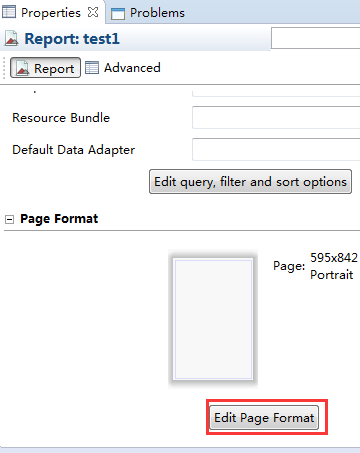 Properties Problems
Report: test1
Report Advanced
Resource Bundle
Default Data Adapter
Edit query, filter and sort options
Page Format
Page: 595x842
Portrait
Edit Page Format